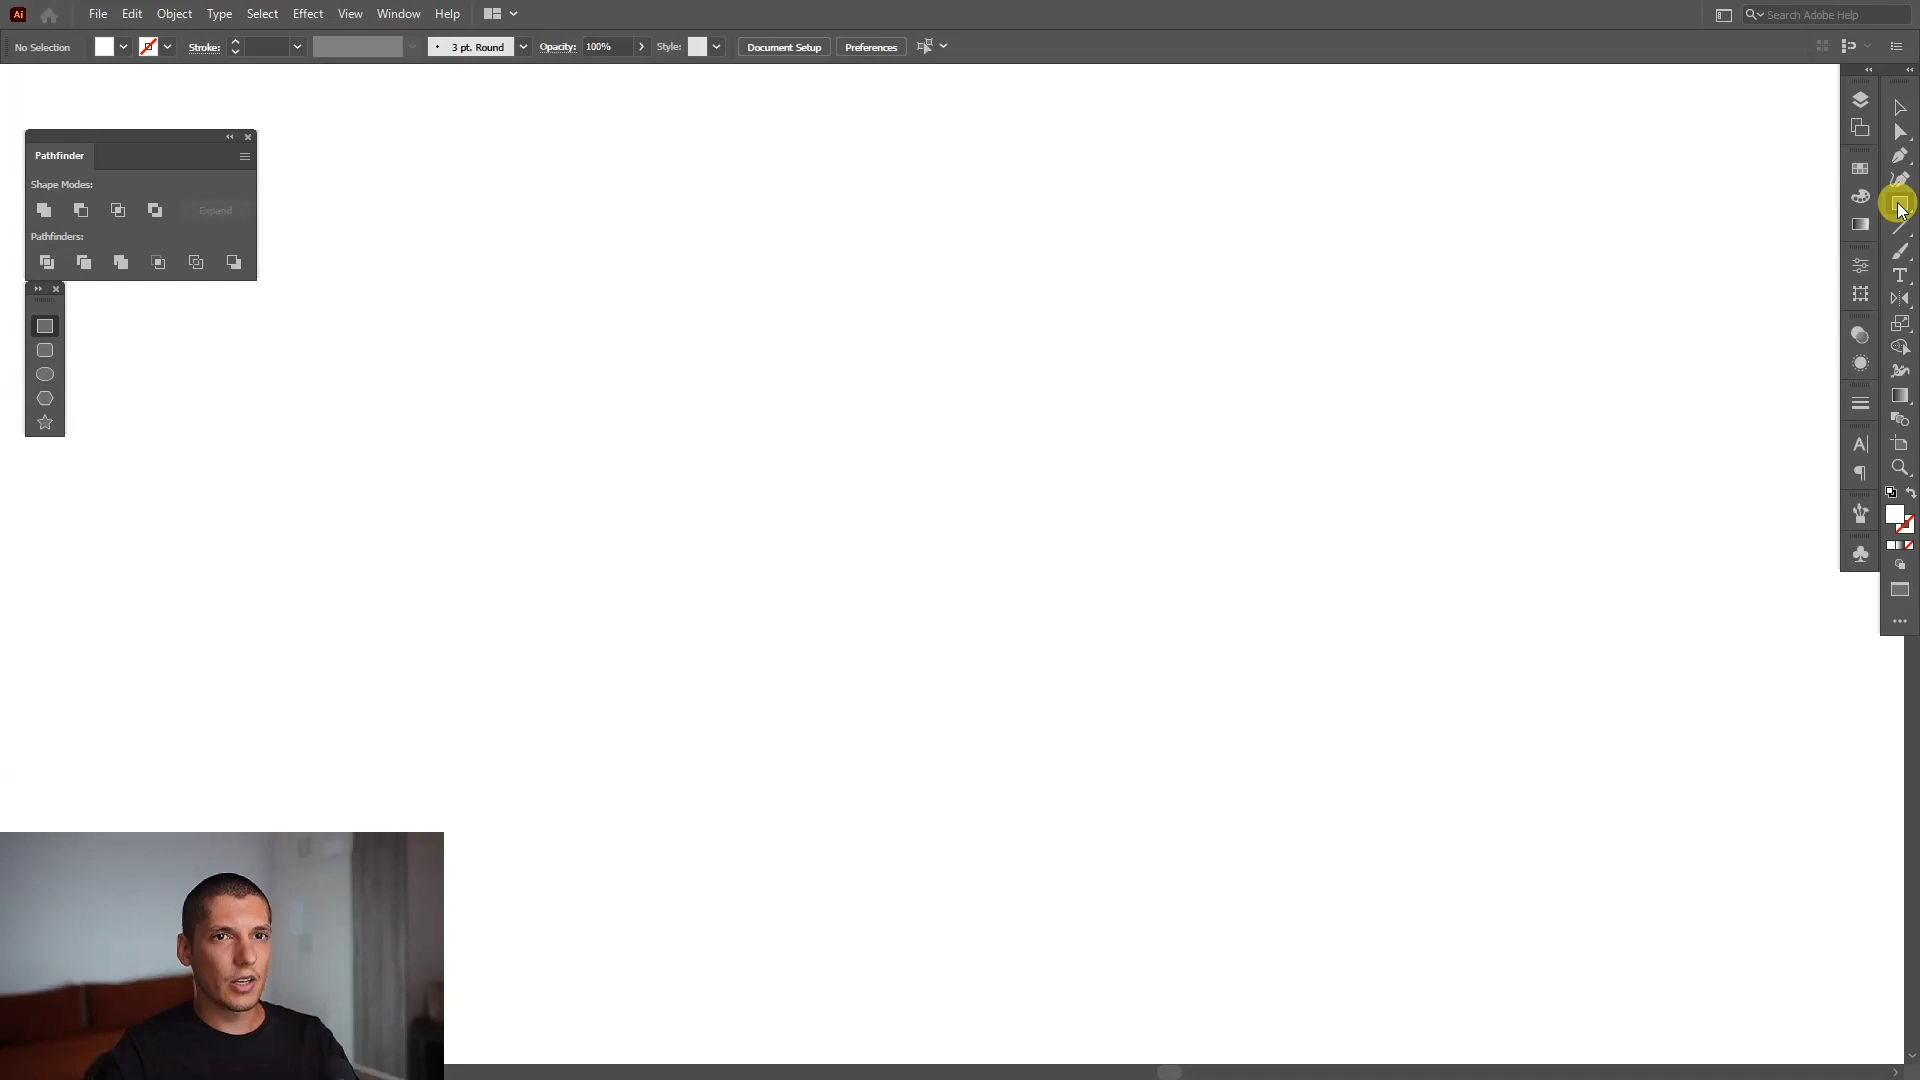 Ai File Edit Object Type Select Effect View Window Help Search Adobe Help
No Selection Stroke: 3 pt. Round Opacity: 100% Style: Document Setup Preferences
Pathfinder
Shape Modes:
Expand
Pathfinders: